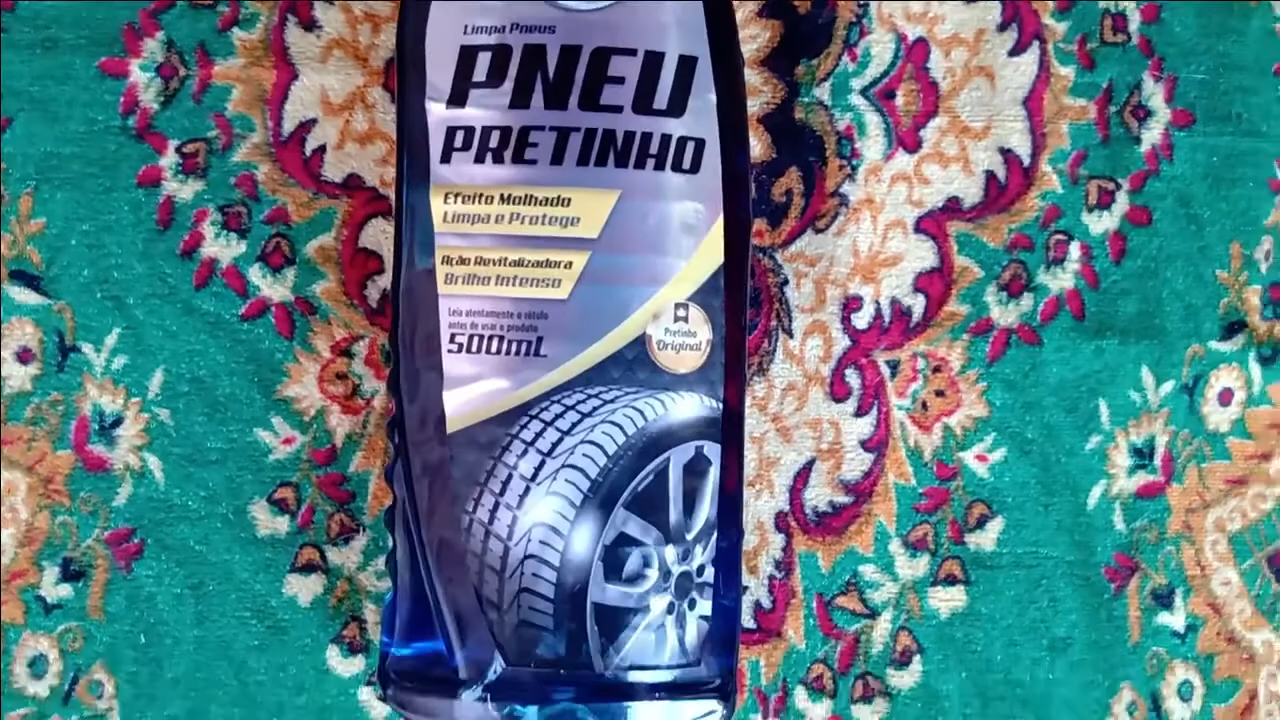 Limpa Pneus
PNEU
PRETINHO
Efeito Molhado
Limpa e Protege
Ação Revitalizadora
Brilho Intenso
Leia atentamente o rótulo
antes de usar o produto
500mL
Pretinho
Original